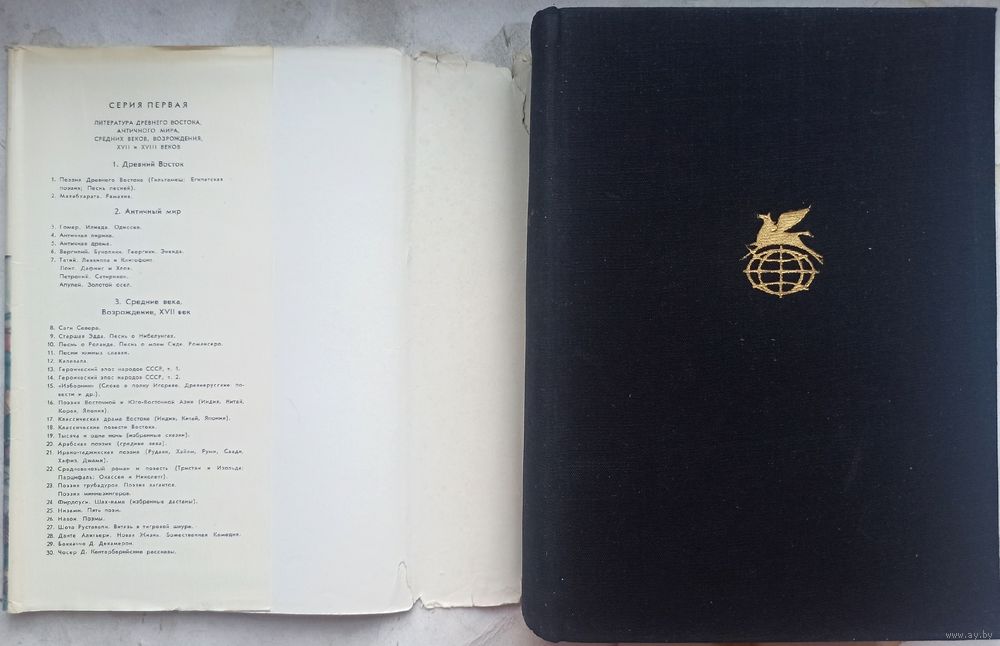 СЕРИЯ ПЕРВАЯ
ЛИТЕРАТУРА ДРЕВНЕГО ВОСТОКА,
АНТИЧНОГО МИРА,
СРЕДНИХ ВЕКОВ, ВОЗРОЖДЕНИЯ,
XVII и XVIII ВЕКОВ.
1. Древний Восток
1. Поэзия Древнего Востока (Гильгамеш; Египетская
поэзия; Песнь песней).
2. Махабхарата. Рамаяна.
2. Античный мир
3. Гомер. Илиада. Одиссея.
4. Античная лирика.
5. Античная драма.
6. Вергилий. Буколики. Георгики. Энеида.
7. Татий. Левкиппа и Клитофонт.
Лонг. Дафнис и Хлоя.
Петроний. Сатирикон.
Апулей. Золотой осел.
3. Средние века,
Возрождение, XVII век
8. Саги Севера.
9. Старшая Эдда. Песнь о Нибелунгах.
10. Песнь о Роланде. Песнь о моем Сиде. Романсеро.
11. Песни южных славян.
12. Калевала.
13. Героический эпос народов СССР, т. 1.
14. Героический эпос народов СССР, т. 2.
15. «Изборник» (Слово о полку Игореве. Древнерусские по-
вести и др.).
16. Поэзия Восточной и Юго-Восточной Азии (Индия, Китай,
Корея, Япония).
17. Классическая драма Востока (Индия, Китай, Япония).
18. Классические повести Востока.
19. Тысяча и одна ночь (избранные сказки).
20. Арабская поэзия (средние века).
21. Ирано-таджикская поэзия (Рудаки, Хайям, Руми, Саади,
Хафиз, Джами).
22. Средневековый роман и повесть (Тристан и Изольда;
Парцифаль; Окассен и Николетт).
23. Поэзия трубадуров. Поэзия вагантов.
Поэзия миннезингеров.
24. Фирдоуси. Шах-наме (избранные дастаны).
25. Низами. Пять поэм.
26. Навои. Поэмы.
27. Шота Руставели. Витязь в тигровой шкуре.
28. Данте Алигьери. Новая Жизнь. Божественная Комедия.
29. Боккаччо Д. Декамерон.
30. Чосер Д. Кентерберийские рассказы.
www.ay.by